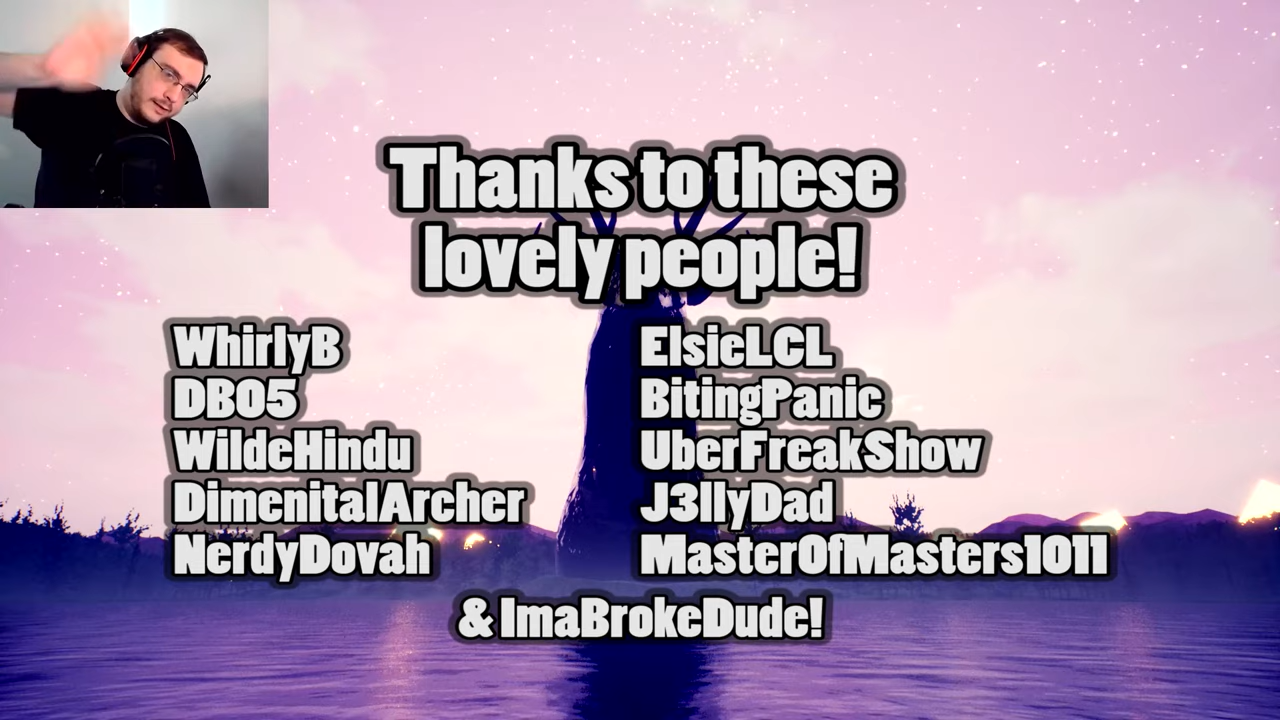 Thanks to these
lovely people!
WhirlyB
DB05
WildeHindu
DimenitalArcher
NerdyDovah
ElsieLCL
BitingPanic
UberFreakShow
J3llyDad
MasterOfMasters1011
& ImaBrokeDude!